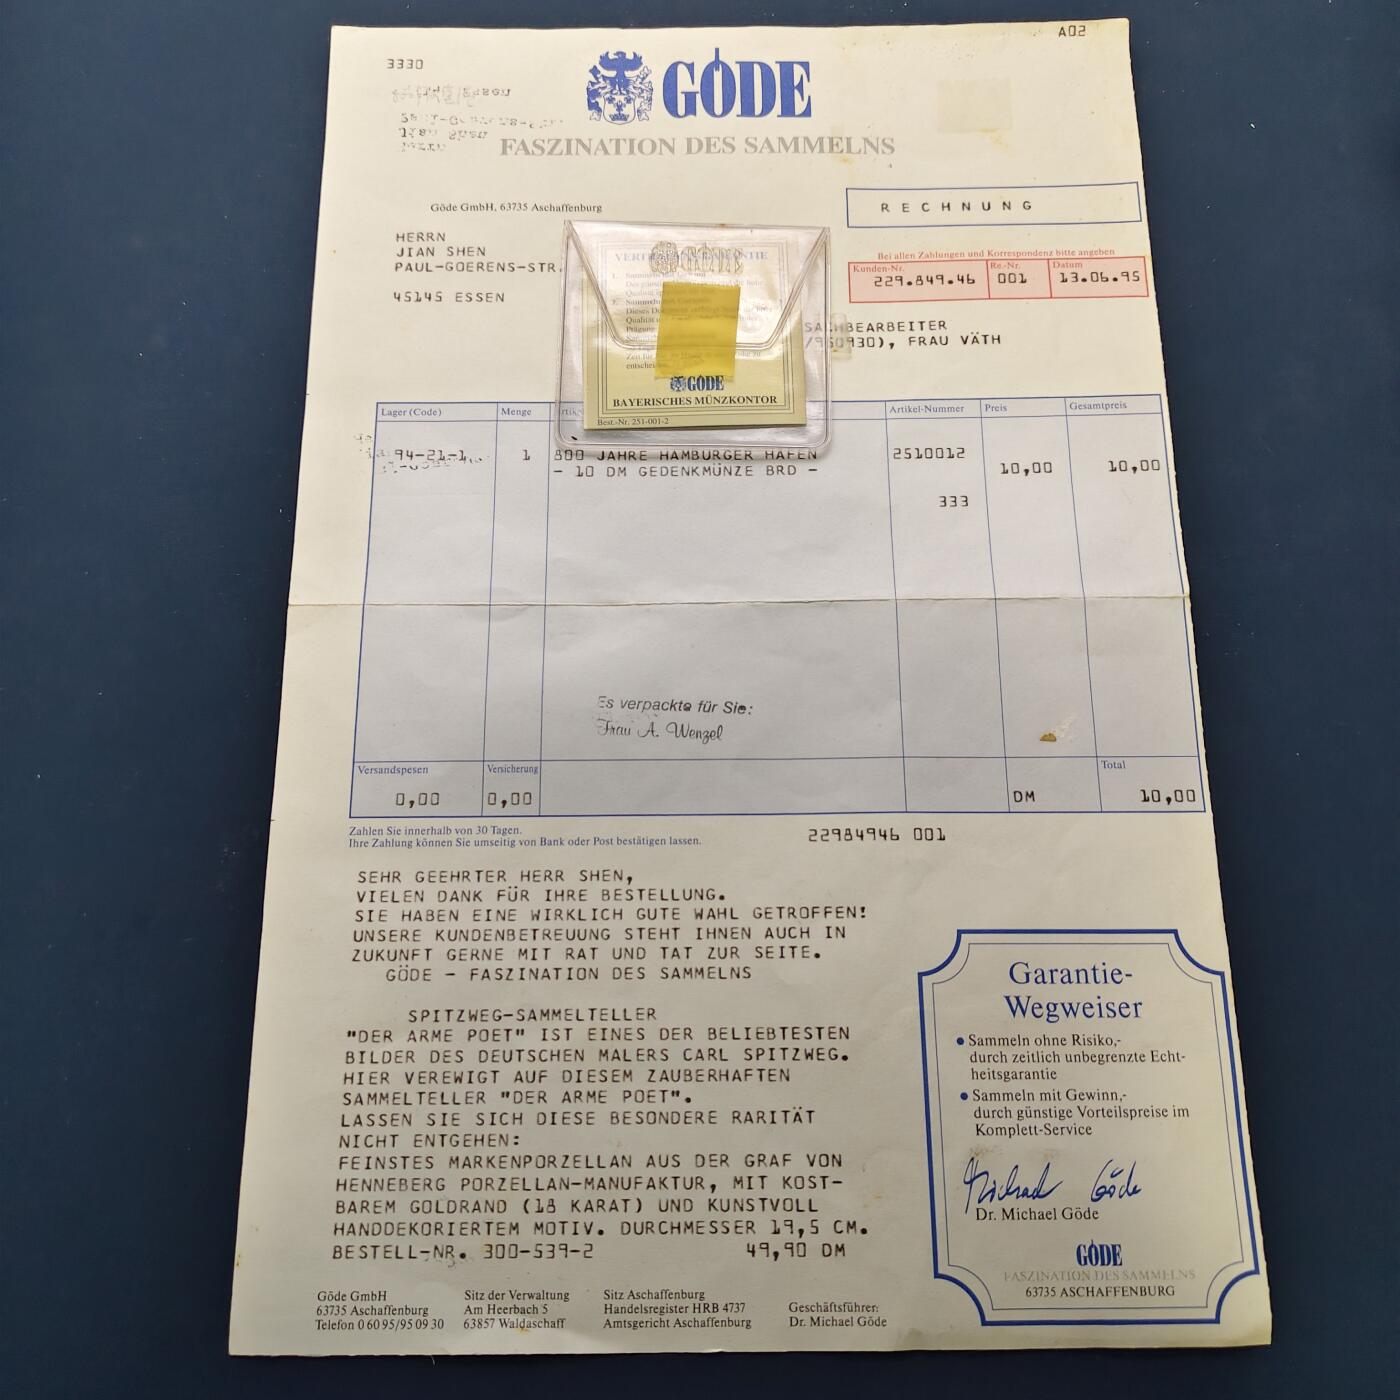 A02
3330
GÖDE
FASZINATION DES SAMMELNS
Göde GmbH, 63735 Aschaffenburg
RECHNUNG
HERRN
JIAN SHEN
PAUL-GOERENS-STR.
45145 ESSEN
Bei allen Zahlungen und Korrespondenz bitte angeben
Kunden-Nr. Re.-Nr. Datum
229.849.46 001 13.06.95
SACHBEARBEITER
/950930), FRAU VÄTH
GÖDE
BAYERISCHES MÜNZKONTOR
Best.-Nr. 251-001-2
Lager (Code) Menge Artikel-Nummer Preis Gesamtpreis
94-21-1 1 800 JAHRE HAMBURGER HAFEN 2510012 10,00 10,00
- 10 DM GEDENKMÜNZE BRD -
333
Es verpackte für Sie:
Frau A. Wenzel
Versandspesen Versicherung Total
0,00 0,00 DM 10,00
Zahlen Sie innerhalb von 30 Tagen.
Ihre Zahlung können Sie umseitig von Bank oder Post bestätigen lassen.
22984946 001
SEHR GEEHRTER HERR SHEN,
VIELEN DANK FÜR IHRE BESTELLUNG.
SIE HABEN EINE WIRKLICH GUTE WAHL GETROFFEN!
UNSERE KUNDENBETREUUNG STEHT IHNEN AUCH IN
ZUKUNFT GERNE MIT RAT UND TAT ZUR SEITE.
GÖDE - FASZINATION DES SAMMELNS
SPITZWEG-SAMMELTELLER
"DER ARME POET" IST EINES DER BELIEBTESTEN
BILDER DES DEUTSCHEN MALERS CARL SPITZWEG.
HIER VEREWIGT AUF DIESEM ZAUBERHAFTEN
SAMMELTELLER "DER ARME POET".
LASSEN SIE SICH DIESE BESONDERE RARITÄT
NICHT ENTGEHEN:
FEINSTES MARKENPORZELLAN AUS DER GRAF VON
HENNEBERG PORZELLAN-MANUFAKTUR, MIT KOST-
BAREM GOLDRAND (18 KARAT) UND KUNSTVOLL
HANDDEKORIERTEM MOTIV. DURCHMESSER 19,5 CM.
BESTELL-NR. 300-539-2 49,90 DM
Garantie-
Wegweiser
• Sammeln ohne Risiko,-
durch zeitlich unbegrenzte Echt-
heitsgarantie
• Sammeln mit Gewinn,-
durch günstige Vorteilspreise im
Komplett-Service
Michael Göde
Dr. Michael Göde
GÖDE
FASZINATION DES SAMMELNS
63735 ASCHAFFENBURG
Göde GmbH
63735 Aschaffenburg
Telefon 0 60 95/95 09 30
Sitz der Verwaltung
Am Heerbach 5
63857 Waldaschaff
Sitz Aschaffenburg
Handelsregister HRB 4737
Amtsgericht Aschaffenburg
Geschäftsführer:
Dr. Michael Göde